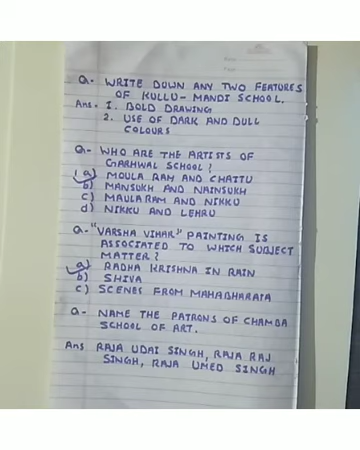 Q- WRITE DOWN ANY TWO FEATURES
OF KULLU-MANDI SCHOOL.
Ans. 1. BOLD DRAWING
2. USE OF DARK AND DULL
COLOURS
Q- WHO ARE THE ARTISTS OF
GARHWAL SCHOOL?
(a) MOULA RAM AND CHAITU
b) MANSUKH AND NAINSUKH
c) MAULARAM AND NIKKU
d) NIKKU AND LEHRU
Q- "VARSHA VIHAR" PAINTING IS
ASSOCIATED TO WHICH SUBJECT
MATTER?
a) RADHA KRISHNA IN RAIN
b) SHIVA
c) SCENES FROM MAHABHARATA
Q- NAME THE PATRONS OF CHAMBA
SCHOOL OF ART.
Ans RAJA UDAI SINGH, RAJA RAJ
SINGH, RAJA UMED SINGH